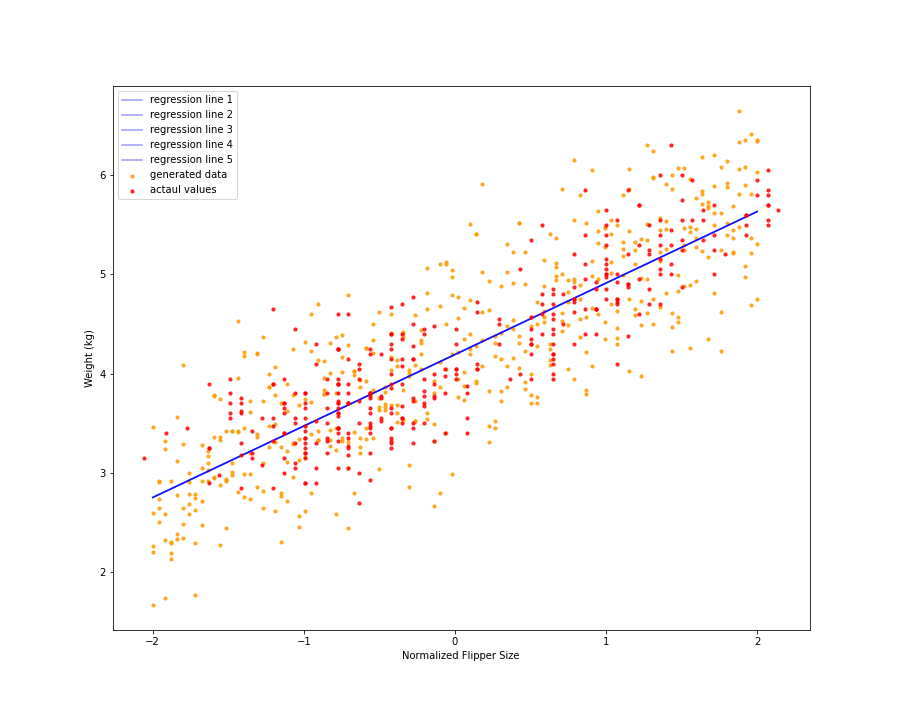 regression line 1
regression line 2
regression line 3
regression line 4
regression line 5
generated data
actaul values
6
5
4
3
2
Weight (kg)
−2
−1
0
1
2
Normalized Flipper Size